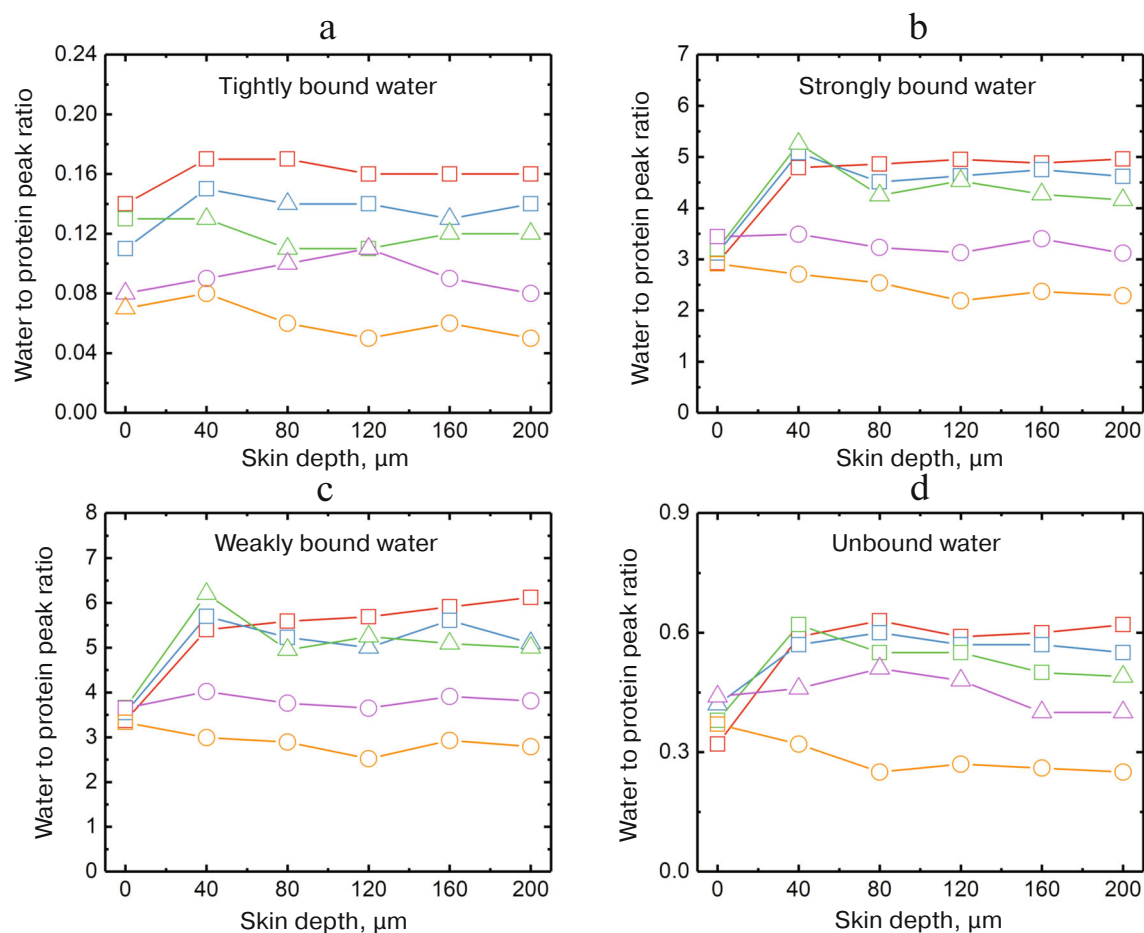 a
Water to protein peak ratio
0.24
0.20
0.16
0.12
0.08
0.04
0.00
Tightly bound water
0 40 80 120 160 200
Skin depth, μm
b
Water to protein peak ratio
7
6
5
4
3
2
1
0
Strongly bound water
0 40 80 120 160 200
Skin depth, μm
c
Water to protein peak ratio
8
7
6
5
4
3
2
1
0
Weakly bound water
0 40 80 120 160 200
Skin depth, μm
d
Water to protein peak ratio
0.9
0.6
0.3
0.0
Unbound water
0 40 80 120 160 200
Skin depth, μm